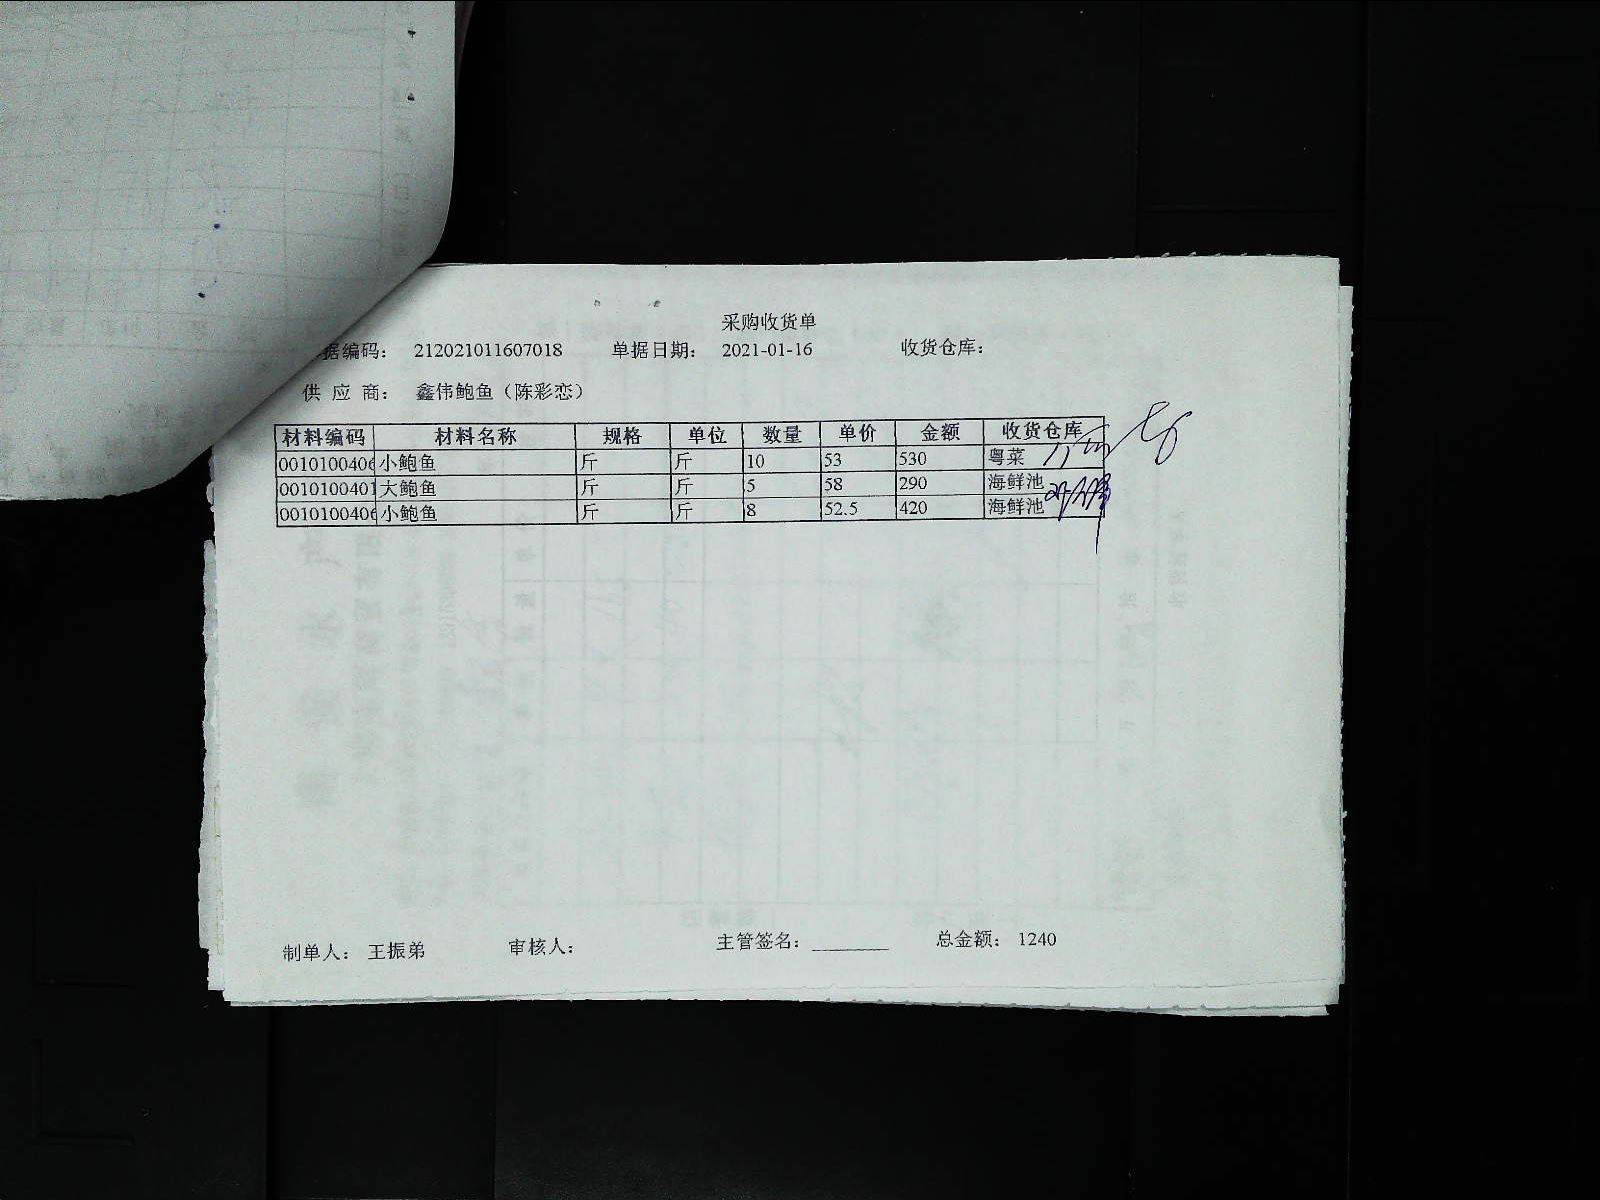 采购收货单
据编码： 212021011607018 单据日期： 2021-01-16 收货仓库：
供 应 商： 鑫伟鲍鱼（陈彩恋）
材料编码 材料名称 规格 单位 数量 单价 金额 收货仓库
0010100406 小鲍鱼 斤 斤 10 53 530 粤菜
0010100401 大鲍鱼 斤 斤 5 58 290 海鲜池
0010100406 小鲍鱼 斤 斤 8 52.5 420 海鲜池
制单人： 王振弟 审核人： 主管签名： ________ 总金额： 1240